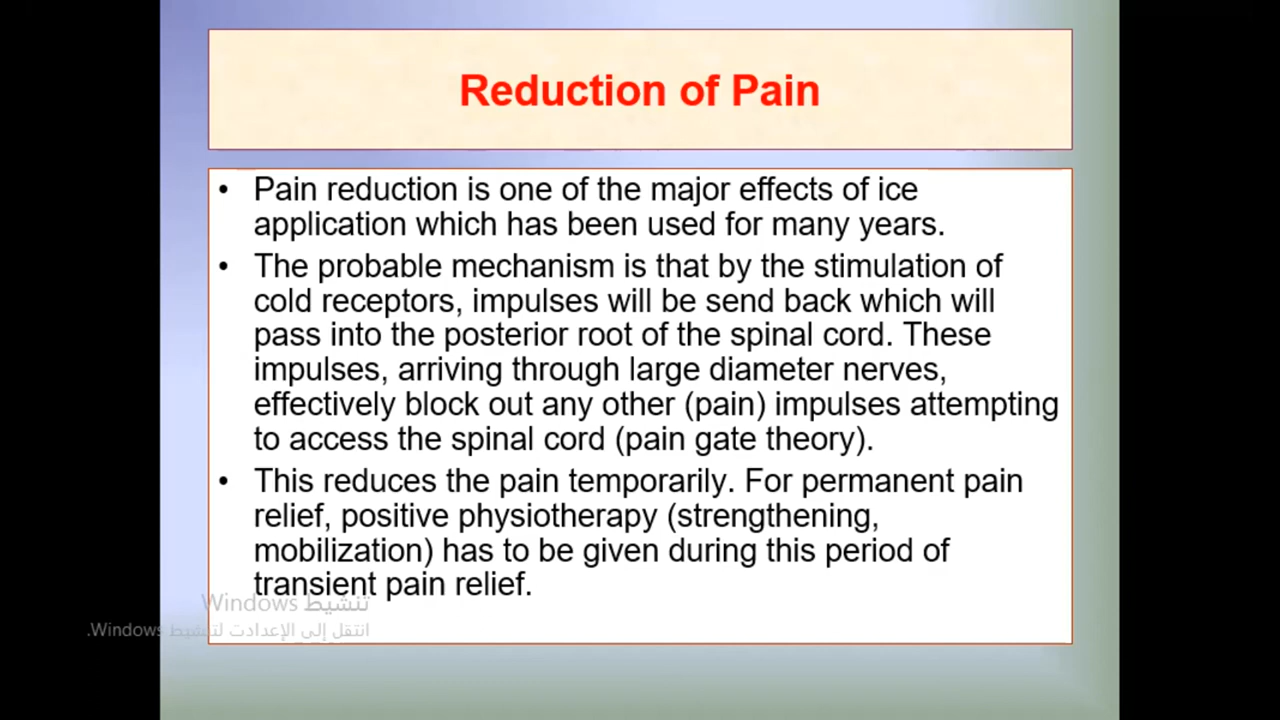 Reduction of Pain
• Pain reduction is one of the major effects of ice
application which has been used for many years.
• The probable mechanism is that by the stimulation of
cold receptors, impulses will be send back which will
pass into the posterior root of the spinal cord. These
impulses, arriving through large diameter nerves,
effectively block out any other (pain) impulses attempting
to access the spinal cord (pain gate theory).
• This reduces the pain temporarily. For permanent pain
relief, positive physiotherapy (strengthening,
mobilization) has to be given during this period of
transient pain relief.
تنشيط Windows
انتقل إلى الإعدادت لتنشيط Windows.